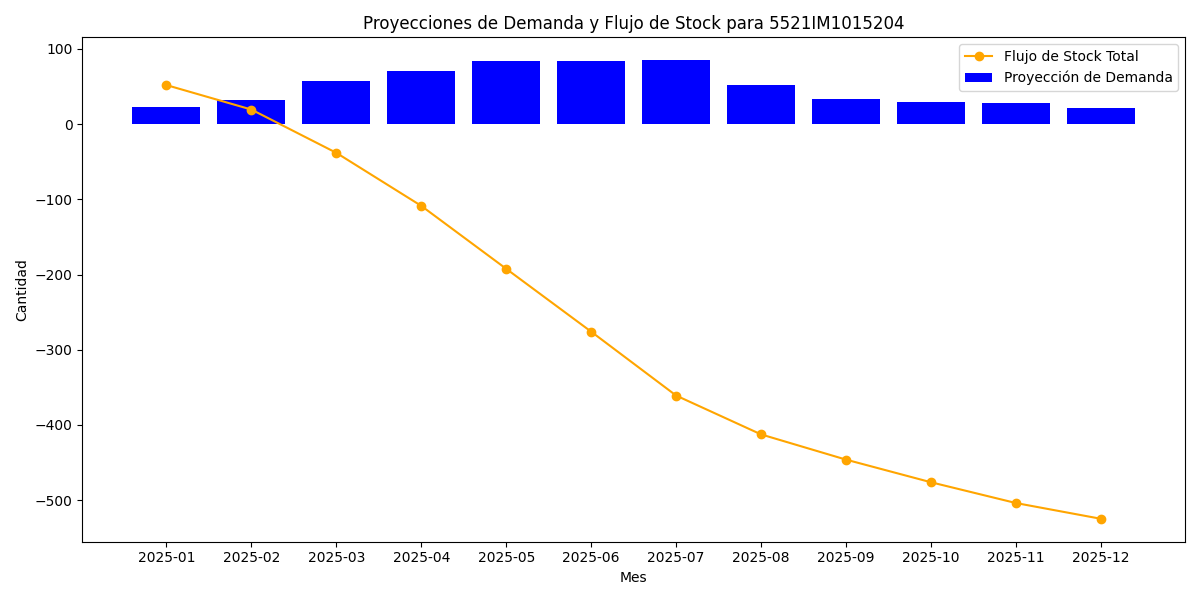 Proyecciones de Demanda y Flujo de Stock para 5521IM1015204
Flujo de Stock Total
Proyección de Demanda
Cantidad
100
0
−100
−200
−300
−400
−500
2025-01 2025-02 2025-03 2025-04 2025-05 2025-06 2025-07 2025-08 2025-09 2025-10 2025-11 2025-12
Mes